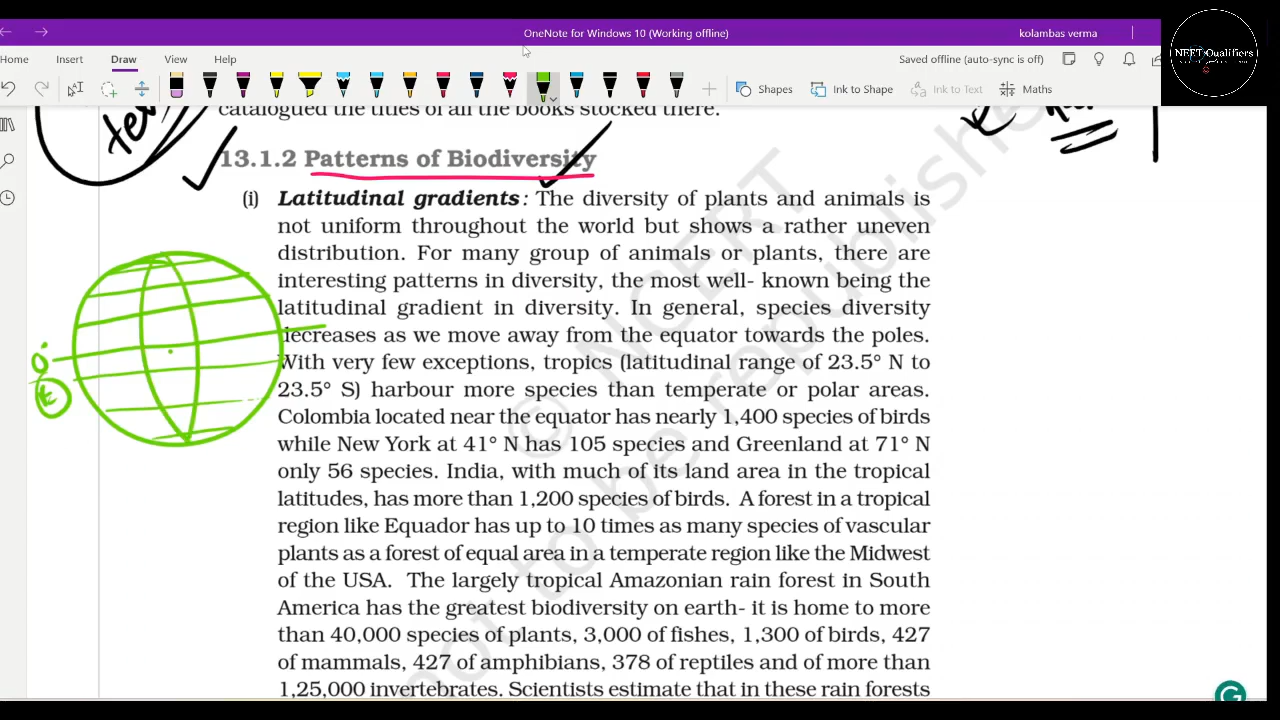 OneNote for Windows 10 (Working offline)
kolambas verma
NEET Qualifiers
Home Insert Draw View Help
Saved offline (auto-sync is off)
Shapes Ink to Shape Ink to Text Maths
catalogued the titles of all the books stocked there.
13.1.2 Patterns of Biodiversity
(i) Latitudinal gradients: The diversity of plants and animals is
not uniform throughout the world but shows a rather uneven
distribution. For many group of animals or plants, there are
interesting patterns in diversity, the most well- known being the
latitudinal gradient in diversity. In general, species diversity
decreases as we move away from the equator towards the poles.
With very few exceptions, tropics (latitudinal range of 23.5° N to
23.5° S) harbour more species than temperate or polar areas.
Colombia located near the equator has nearly 1,400 species of birds
while New York at 41° N has 105 species and Greenland at 71° N
only 56 species. India, with much of its land area in the tropical
latitudes, has more than 1,200 species of birds. A forest in a tropical
region like Equador has up to 10 times as many species of vascular
plants as a forest of equal area in a temperate region like the Midwest
of the USA. The largely tropical Amazonian rain forest in South
America has the greatest biodiversity on earth- it is home to more
than 40,000 species of plants, 3,000 of fishes, 1,300 of birds, 427
of mammals, 427 of amphibians, 378 of reptiles and of more than
1,25,000 invertebrates. Scientists estimate that in these rain forests
0°
E
© NCERT
not to be republished